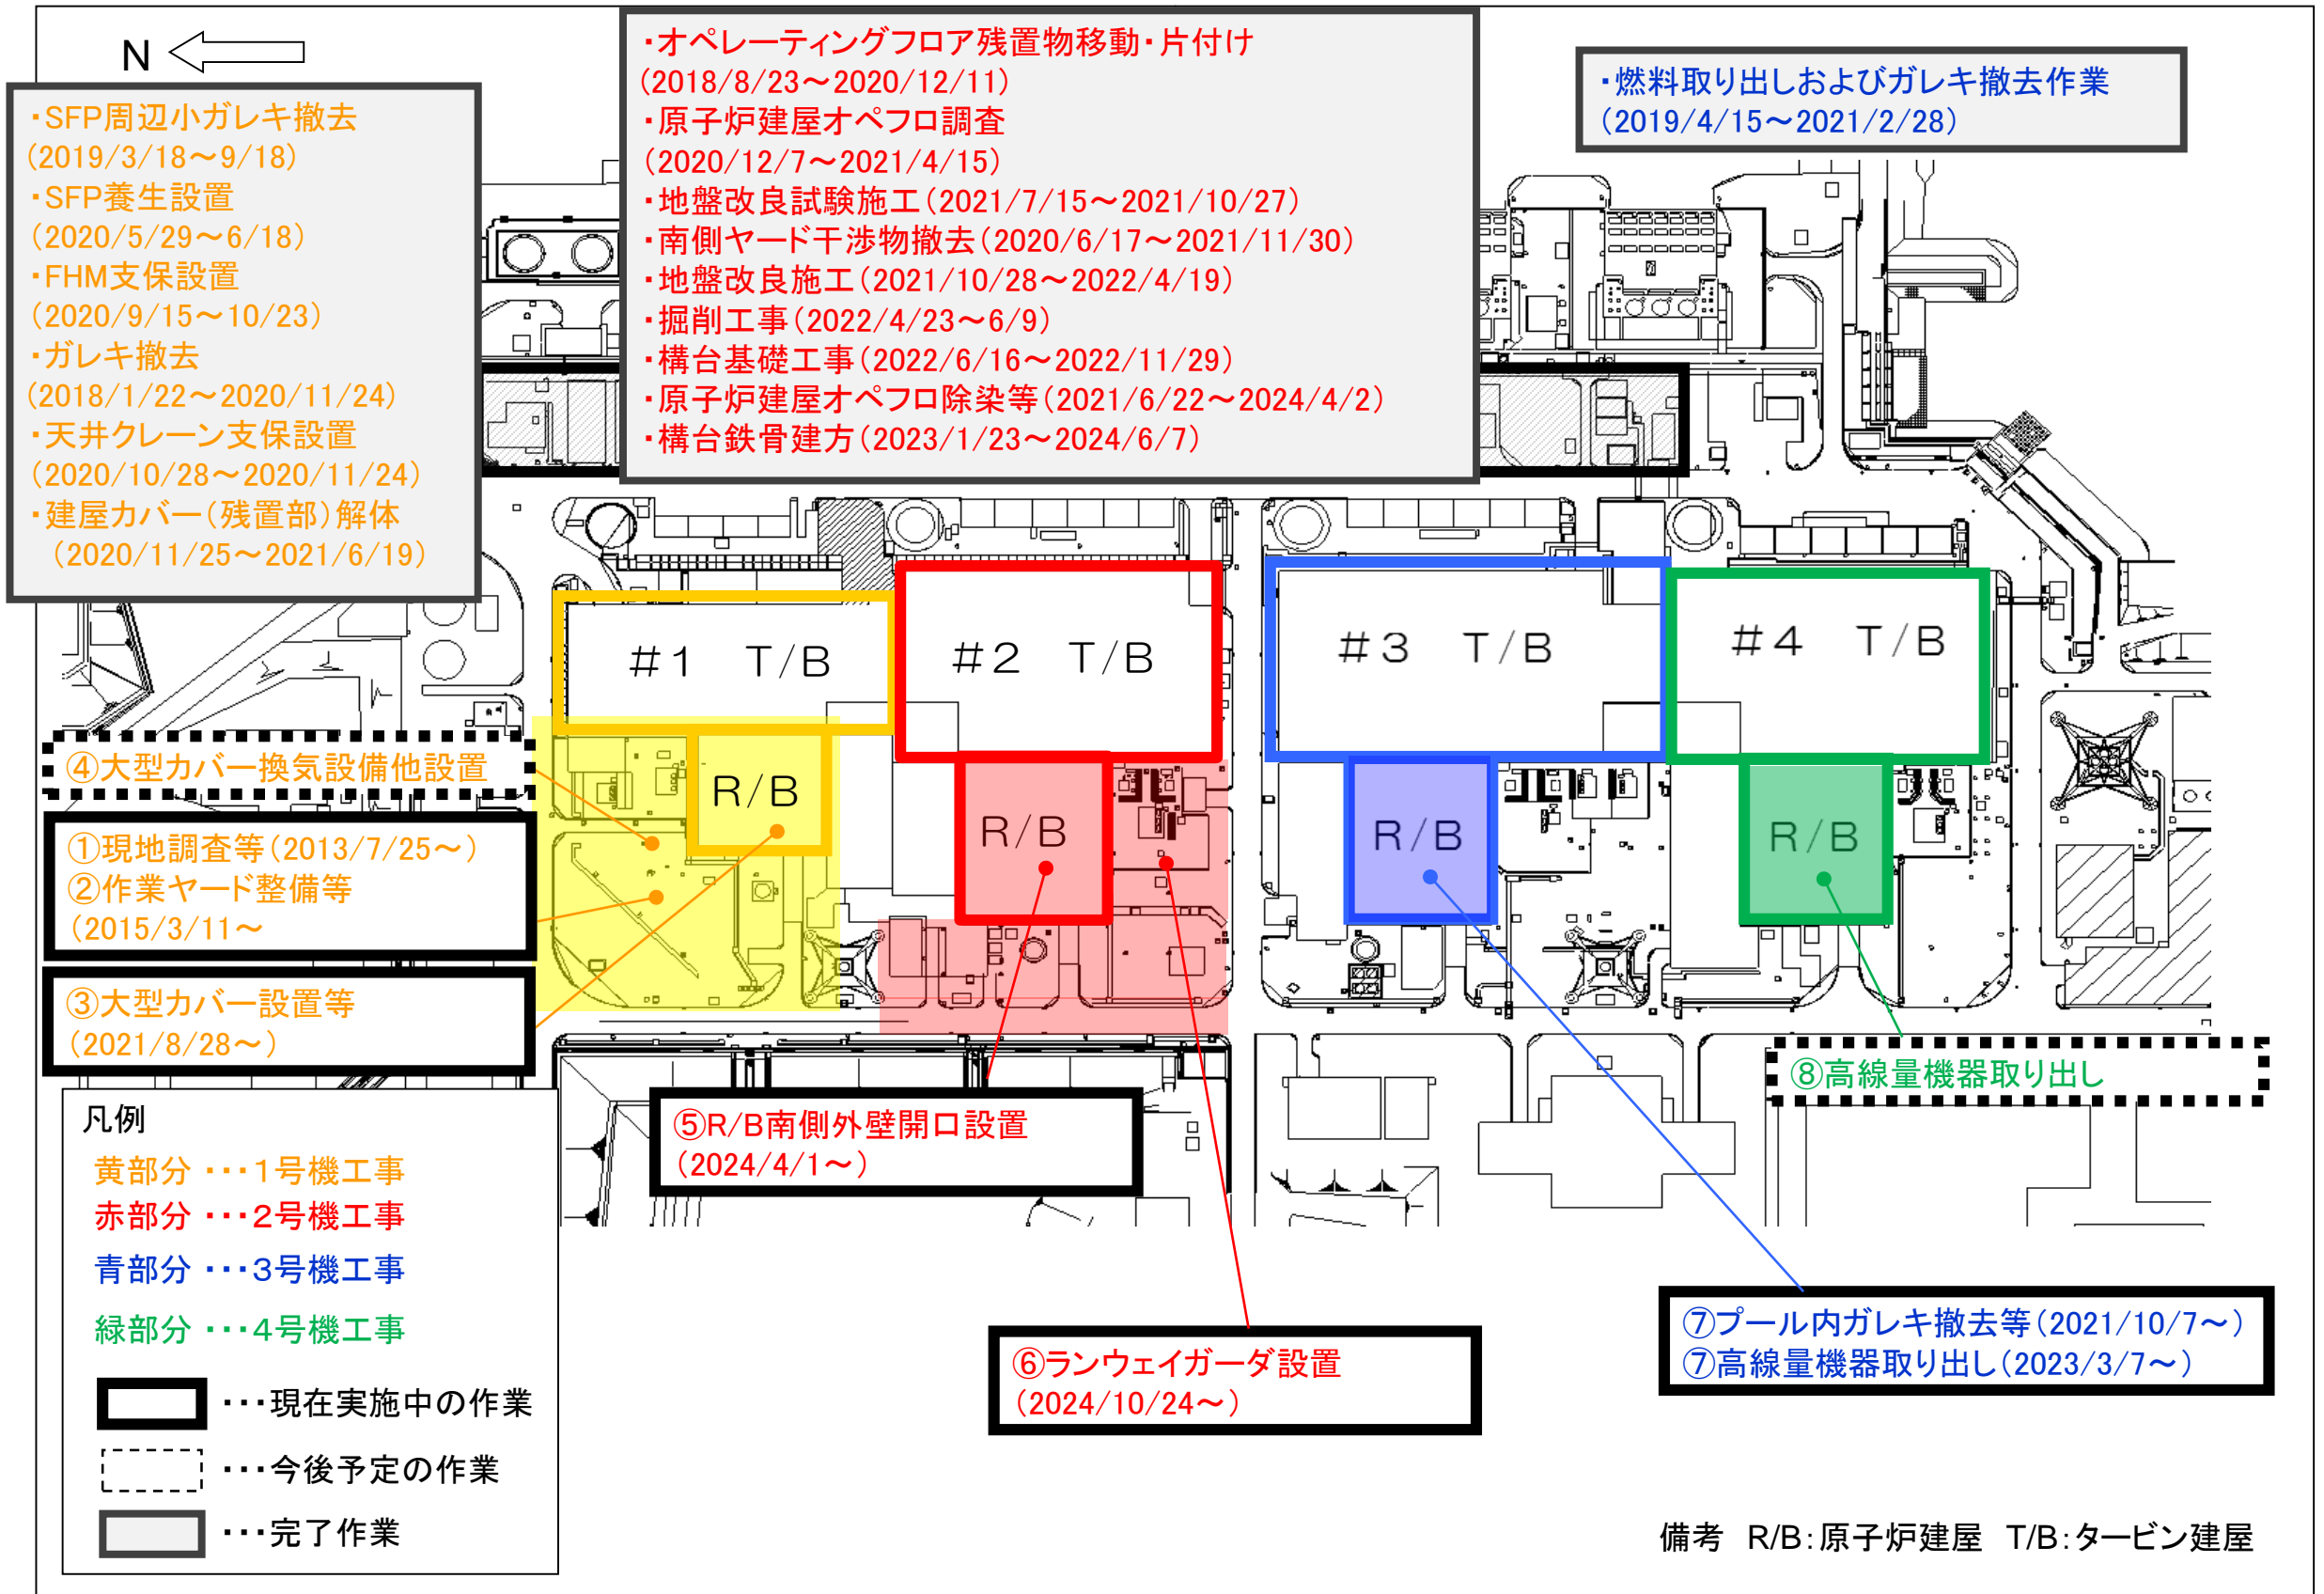 N
・SFP周辺小ガレキ撤去
(2019/3/18～9/18)
・SFP養生設置
(2020/5/29～6/18)
・FHM支保設置
(2020/9/15～10/23)
・ガレキ撤去
(2018/1/22～2020/11/24)
・天井クレーン支保設置
(2020/10/28～2020/11/24)
・建屋カバー(残置部)解体
(2020/11/25～2021/6/19)
・オペレーティングフロア残置物移動・片付け
(2018/8/23～2020/12/11)
・原子炉建屋オペフロ調査
(2020/12/7～2021/4/15)
・地盤改良試験施工(2021/7/15～2021/10/27)
・南側ヤード干渉物撤去(2020/6/17～2021/11/30)
・地盤改良施工(2021/10/28～2022/4/19)
・掘削工事(2022/4/23～6/9)
・構台基礎工事(2022/6/16～2022/11/29)
・原子炉建屋オペフロ除染等(2021/6/22～2024/4/2)
・構台鉄骨建方(2023/1/23～2024/6/7)
・燃料取り出しおよびガレキ撤去作業
(2019/4/15～2021/2/28)
#1 T/B
#2 T/B
#3 T/B
#4 T/B
R/B
R/B
R/B
R/B
④大型カバー換気設備他設置
①現地調査等(2013/7/25～)
②作業ヤード整備等
(2015/3/11～
③大型カバー設置等
(2021/8/28～)
⑤R/B南側外壁開口設置
(2024/4/1～)
⑥ランウェイガーダ設置
(2024/10/24～)
⑦プール内ガレキ撤去等(2021/10/7～)
⑦高線量機器取り出し(2023/3/7～)
⑧高線量機器取り出し
凡例
黄部分 ・・・1号機工事
赤部分 ・・・2号機工事
青部分 ・・・3号機工事
緑部分 ・・・4号機工事
・・・現在実施中の作業
・・・今後予定の作業
・・・完了作業
備考 R/B:原子炉建屋 T/B:タービン建屋